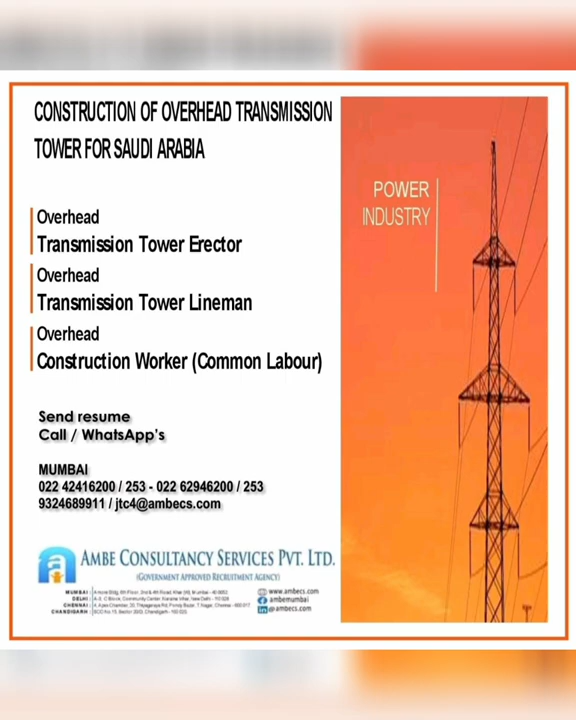 CONSTRUCTION OF OVERHEAD TRANSMISSION
TOWER FOR SAUDI ARABIA
POWER
INDUSTRY
Overhead
Transmission Tower Erector
Overhead
Transmission Tower Lineman
Overhead
Construction Worker (Common Labour)
Send resume
Call / WhatsApp's
MUMBAI
022 42416200 / 253 - 022 62946200 / 253
9324689911 / jtc4@ambecs.com
AMBE CONSULTANCY SERVICES PVT. LTD.
(GOVERNMENT APPROVED RECRUITMENT AGENCY)
MUMBAI :
DELHI :
CHENNAI :
CHANDIGARH :
www.ambecs.com
ambemumbai
@ambecs.com